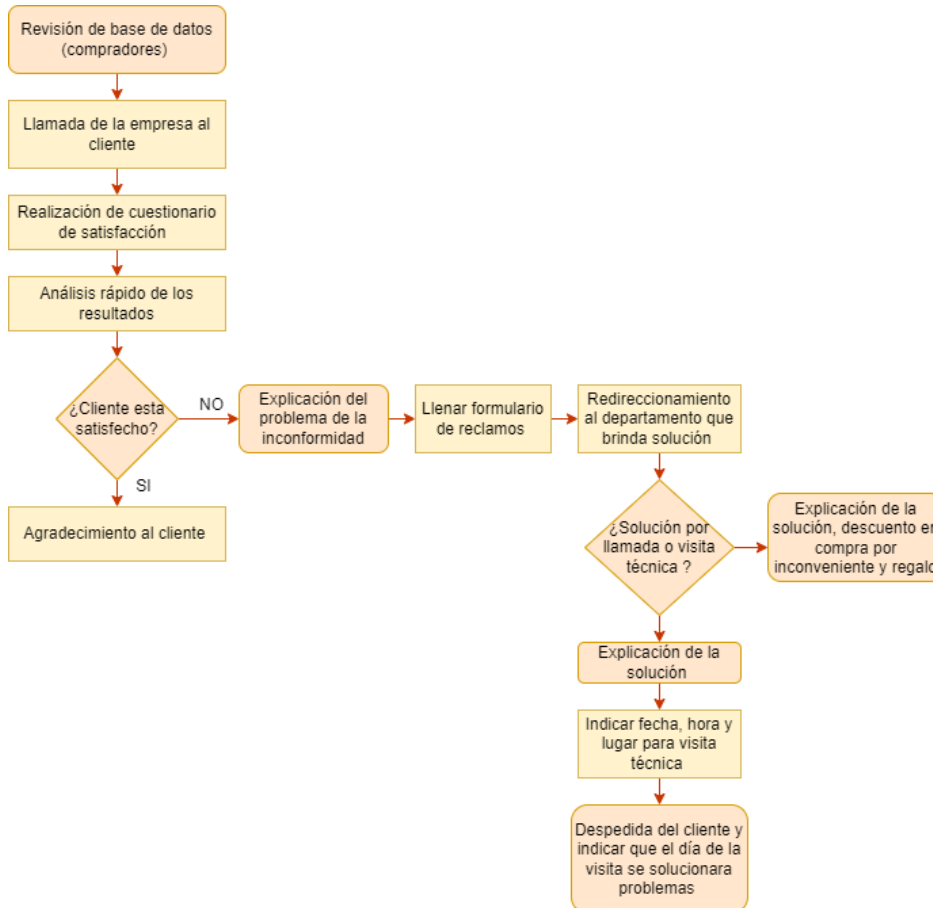 Revisión de base de datos
(compradores)
Llamada de la empresa al
cliente
Realización de cuestionario
de satisfacción
Análisis rápido de los
resultados
¿Cliente esta
satisfecho?
NO
SI
Agradecimiento al cliente
Explicación del
problema de la
inconformidad
Llenar formulario
de reclamos
Redireccionamiento
al departamento que
brinda solución
¿Solución por
llamada o visita
técnica ?
Explicación de la
solución, descuento en
compra por
inconveniente y regalo
Explicación de la
solución
Indicar fecha, hora y
lugar para visita
técnica
Despedida del cliente y
indicar que el día de la
visita se solucionara
problemas